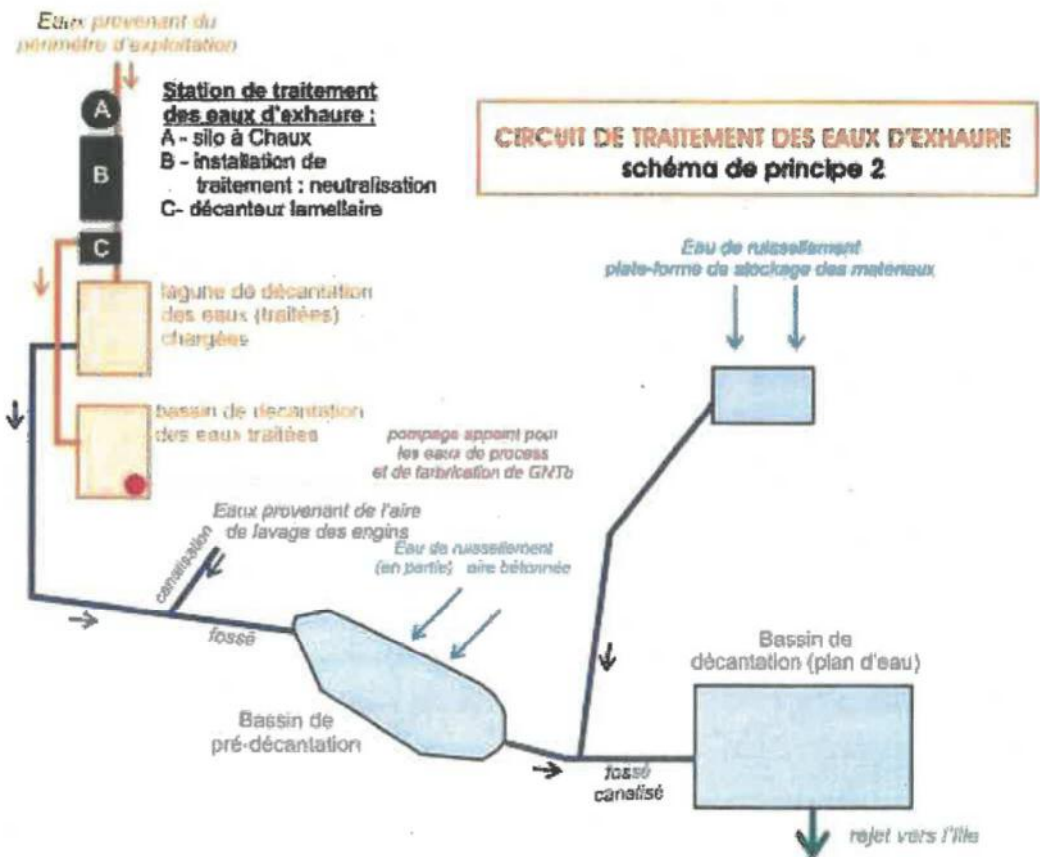 Eaux provenant du
périmètre d'exploitation
A
B
C
Station de traitement
des eaux d'exhaure :
A - silo à Chaux
B - installation de
traitement : neutralisation
C- décanteur lamellaire
CIRCUIT DE TRAITEMENT DES EAUX D'EXHAURE
schéma de principe 2
Eau de ruissellement
plate-forme de stockage des matériaux
lagune de décantation
des eaux (traitées)
chargées
bassin de décantation
des eaux traitées
pompage appoint pour
les eaux de process
et de farbrication de GNTb
Eaux provenant de l'aire
de lavage des engins
canalisation
Eau de ruissellement
(en partie) aire bétonnée
fossé
Bassin de
pré-décantation
Bassin de
décantation (plan d'eau)
fossé
canalisé
rejet vers l'Ille